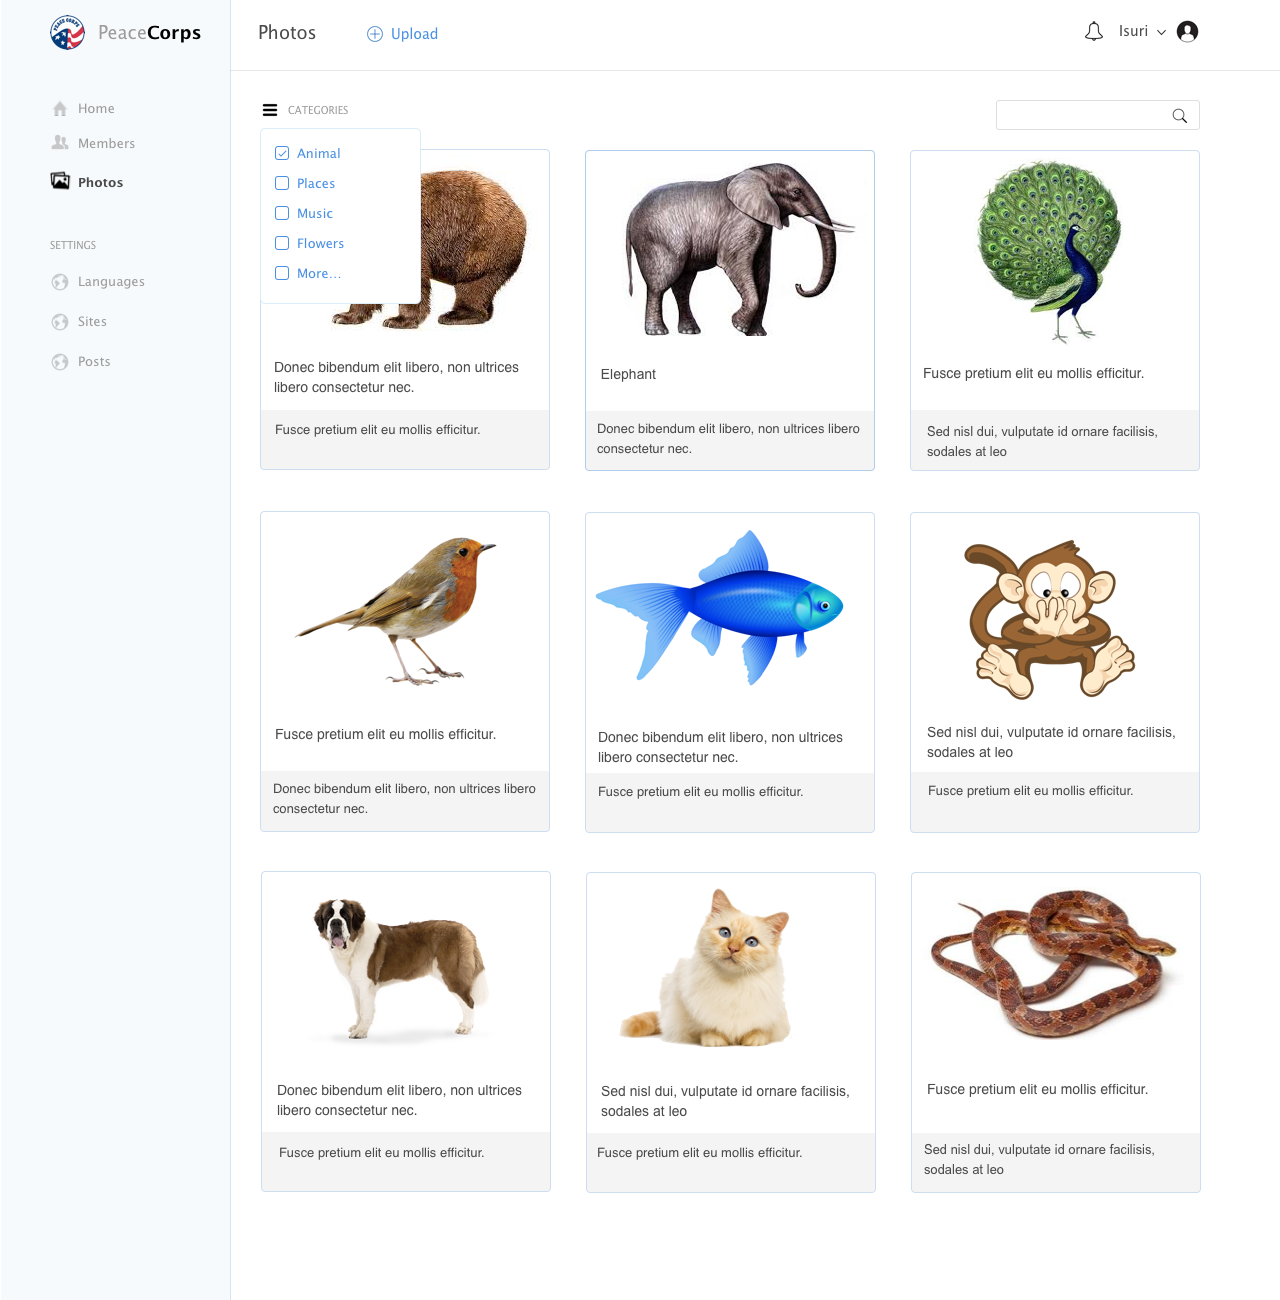 PEACE CORPS
PeaceCorps
Photos
Upload
Isuri
Home
Members
Photos
SETTINGS
Languages
Sites
Posts
CATEGORIES
Animal
Places
Music
Flowers
More...
Donec bibendum elit libero, non ultrices
libero consectetur nec.
Fusce pretium elit eu mollis efficitur.
Elephant
Donec bibendum elit libero, non ultrices libero
consectetur nec.
Fusce pretium elit eu mollis efficitur.
Sed nisl dui, vulputate id ornare facilisis,
sodales at leo
Fusce pretium elit eu mollis efficitur.
Donec bibendum elit libero, non ultrices libero
consectetur nec.
Donec bibendum elit libero, non ultrices
libero consectetur nec.
Fusce pretium elit eu mollis efficitur.
Sed nisl dui, vulputate id ornare facilisis,
sodales at leo
Fusce pretium elit eu mollis efficitur.
Donec bibendum elit libero, non ultrices
libero consectetur nec.
Fusce pretium elit eu mollis efficitur.
Sed nisl dui, vulputate id ornare facilisis,
sodales at leo
Fusce pretium elit eu mollis efficitur.
Fusce pretium elit eu mollis efficitur.
Sed nisl dui, vulputate id ornare facilisis,
sodales at leo